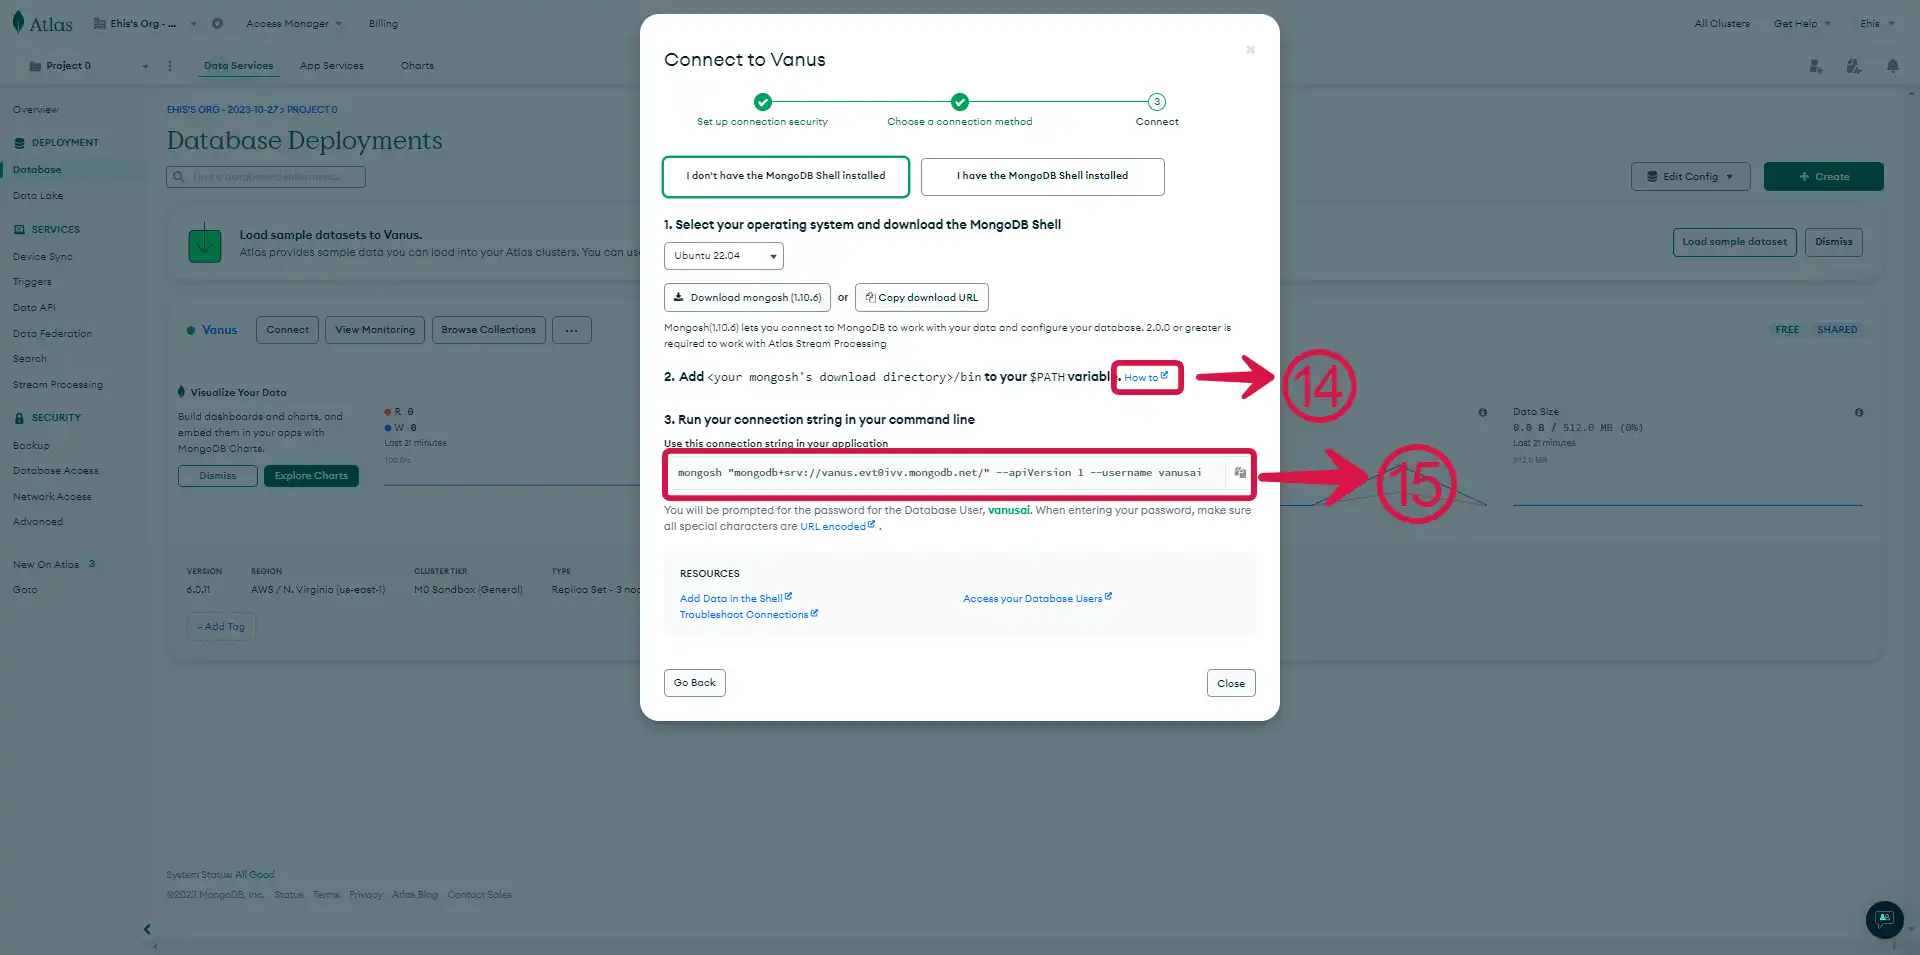 Atlas
Ehis's Org - ...
Access Manager
Billing
All Clusters
Get Help
Ehis
Project 0
Data Services
App Services
Charts
Overview
DEPLOYMENT
Database
Data Lake
SERVICES
Device Sync
Triggers
Data API
Data Federation
Search
Stream Processing
SECURITY
Backup
Database Access
Network Access
Advanced
New On Atlas 3
Goto
EHIS'S ORG - 2023-10-27 > PROJECT 0
Database Deployments
Find a database deployment...
Edit Config
+ Create
Load sample datasets to Vanus.
Atlas provides sample data you can load into your Atlas clusters. You can use
Load sample dataset
Dismiss
Vanus
Connect
View Monitoring
Browse Collections
...
FREE
SHARED
Visualize Your Data
Build dashboards and charts, and
embed them in your apps with
MongoDB Charts.
Dismiss
Explore Charts
R 0
W 0
Last 21 minutes
100.0/s
Data Size
0.0 B / 512.0 MB (0%)
Last 21 minutes
512.0 MB
VERSION
6.0.11
REGION
AWS / N. Virginia (us-east-1)
CLUSTER TIER
M0 Sandbox (General)
TYPE
Replica Set - 3 no
+ Add Tag
System Status: All Good
©2023 MongoDB, Inc. Status Terms Privacy Atlas Blog Contact Sales
Connect to Vanus
3
Set up connection security
Choose a connection method
Connect
I don't have the MongoDB Shell installed
I have the MongoDB Shell installed
1. Select your operating system and download the MongoDB Shell
Ubuntu 22.04
Download mongosh (1.10.6)
or
Copy download URL
Mongosh(1.10.6) lets you connect to MongoDB to work with your data and configure your database. 2.0.0 or greater is
required to work with Atlas Stream Processing
2. Add <your mongosh's download directory>/bin to your $PATH variable. How to
14
3. Run your connection string in your command line
Use this connection string in your application
mongosh "mongodb+srv://vanus.evt0ivv.mongodb.net/" --apiVersion 1 --username vanusai
15
You will be prompted for the password for the Database User, vanusai. When entering your password, make sure
all special characters are URL encoded .
RESOURCES
Add Data in the Shell
Access your Database Users
Troubleshoot Connections
Go Back
Close